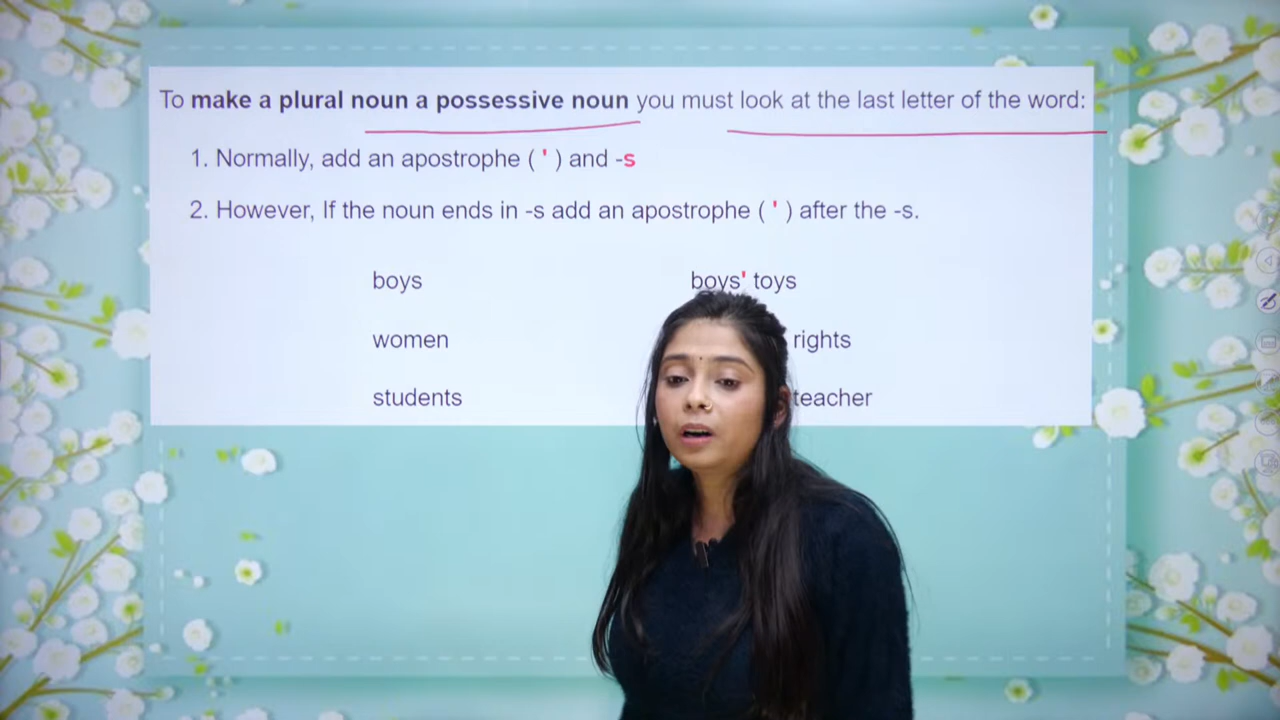 To make a plural noun a possessive noun you must look at the last letter of the word:
1. Normally, add an apostrophe ( ' ) and -s
2. However, If the noun ends in -s add an apostrophe ( ' ) after the -s.
boys boys' toys
women rights
students teacher